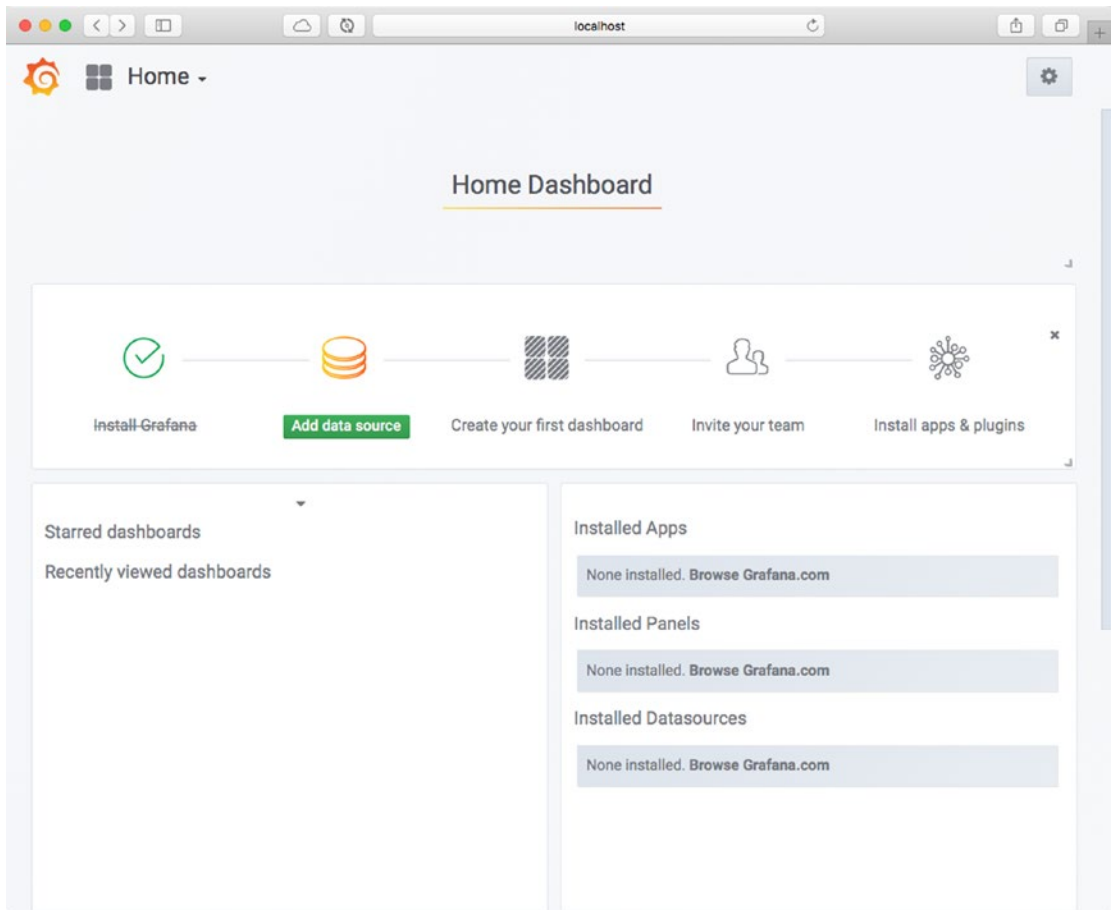 localhost
Home
Home Dashboard
Install Grafana
Add data source
Create your first dashboard
Invite your team
Install apps & plugins
Starred dashboards
Recently viewed dashboards
Installed Apps
None installed. Browse Grafana.com
Installed Panels
None installed. Browse Grafana.com
Installed Datasources
None installed. Browse Grafana.com